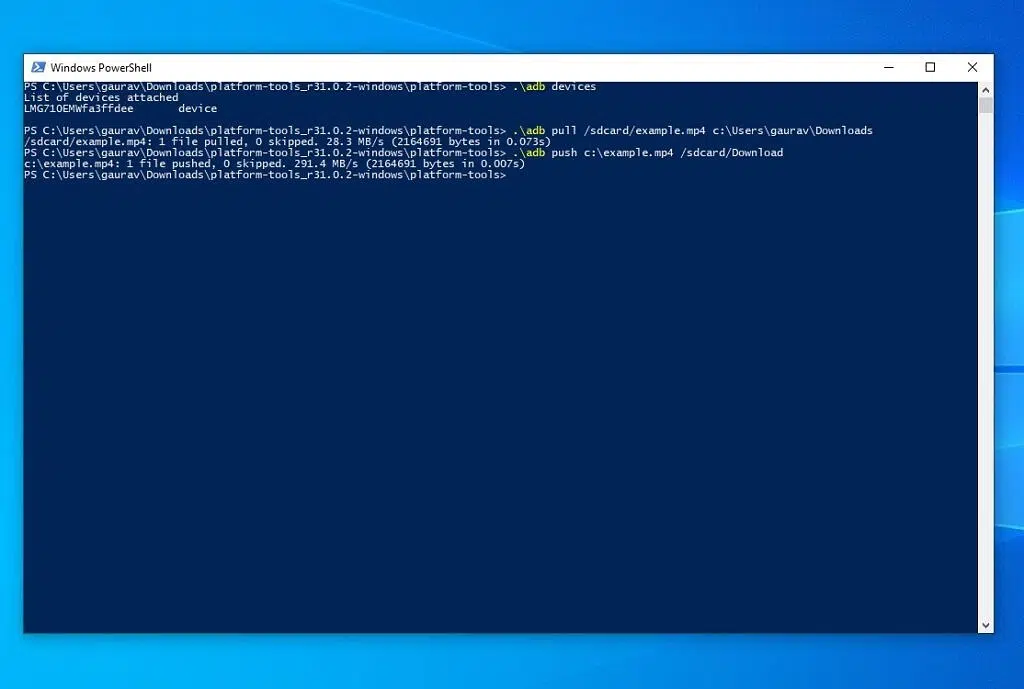 Windows PowerShell
PS C:\Users\gaurav\Downloads\platform-tools_r31.0.2-windows\platform-tools> .\adb devices
List of devices attached
LMG710EMWfa3ffdee       device
PS C:\Users\gaurav\Downloads\platform-tools_r31.0.2-windows\platform-tools> .\adb pull /sdcard/example.mp4 c:\Users\gaurav\Downloads
/sdcard/example.mp4: 1 file pulled, 0 skipped. 28.3 MB/s (2164691 bytes in 0.073s)
PS C:\Users\gaurav\Downloads\platform-tools_r31.0.2-windows\platform-tools> .\adb push c:\example.mp4 /sdcard/Download
c:\example.mp4: 1 file pushed, 0 skipped. 291.4 MB/s (2164691 bytes in 0.007s)
PS C:\Users\gaurav\Downloads\platform-tools_r31.0.2-windows\platform-tools>